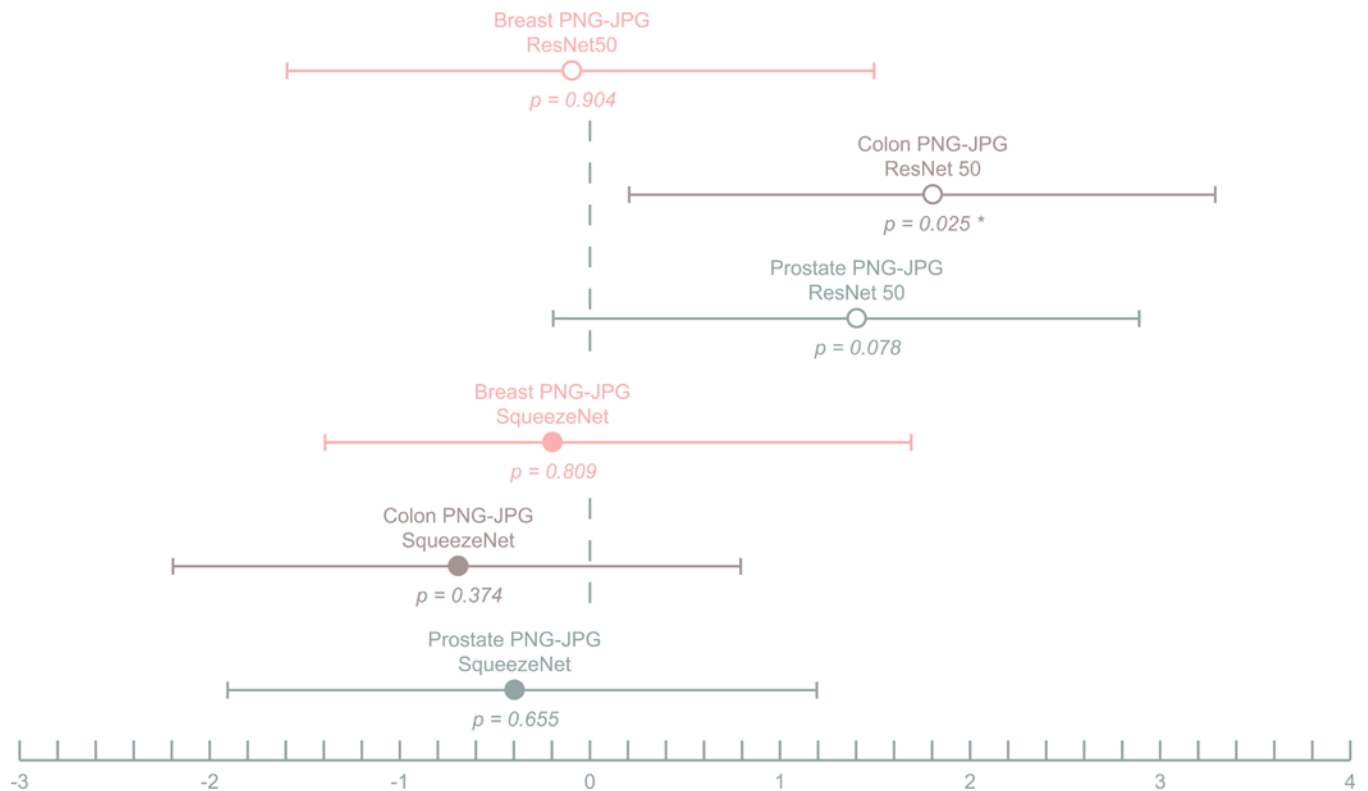 Breast PNG-JPG
ResNet50
p = 0.904
Colon PNG-JPG
ResNet 50
p = 0.025 *
Prostate PNG-JPG
ResNet 50
p = 0.078
Breast PNG-JPG
SqueezeNet
p = 0.809
Colon PNG-JPG
SqueezeNet
p = 0.374
Prostate PNG-JPG
SqueezeNet
p = 0.655
-3 -2 -1 0 1 2 3 4